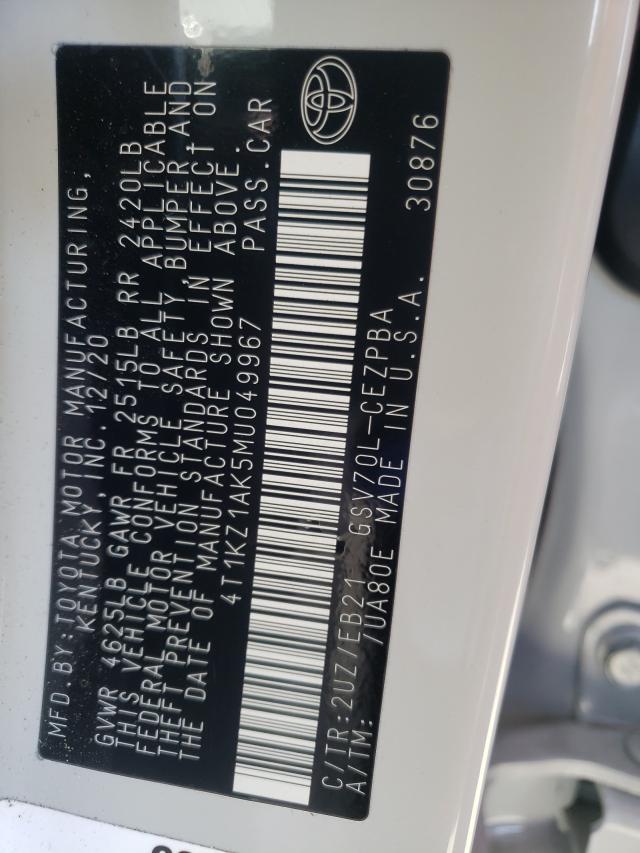 MFD BY:TOYOTA MOTOR MANUFACTURING,
KENTUCKY, INC. 12/20
GVWR 4625LB GAWR FR 2515LB RR 2420LB
THIS VEHICLE CONFORMS TO ALL APPLICABLE
FEDERAL MOTOR VEHICLE SAFETY, BUMPER, AND
THEFT PREVENTION STANDARDS IN EFFECT ON
THE DATE OF MANUFACTURE SHOWN ABOVE.
4T1KZ1AK5MU049967 PASS.CAR
C/TR:2UZ/EB21 GSV70L-CEZPBA
A/TM: /UA80E MADE IN U.S.A. 30876